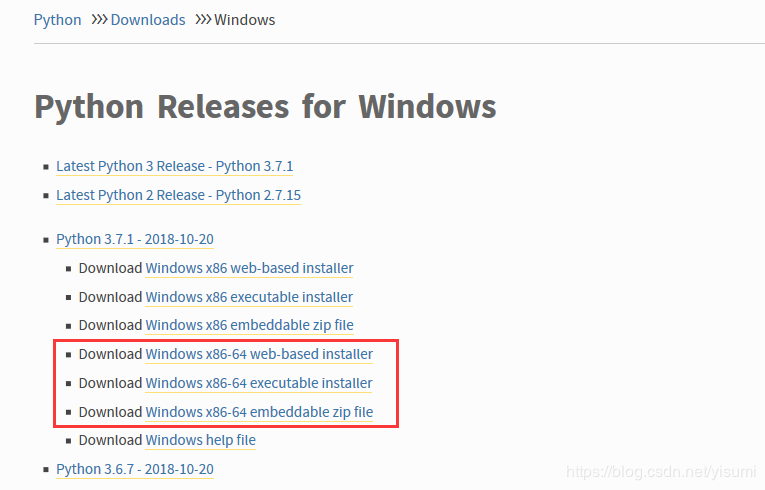 Python >>> Downloads >>> Windows
Python Releases for Windows
Latest Python 3 Release - Python 3.7.1
Latest Python 2 Release - Python 2.7.15
Python 3.7.1 - 2018-10-20
Download Windows x86 web-based installer
Download Windows x86 executable installer
Download Windows x86 embeddable zip file
Download Windows x86-64 web-based installer
Download Windows x86-64 executable installer
Download Windows x86-64 embeddable zip file
Download Windows help file
Python 3.6.7 - 2018-10-20
https://blog.csdn.net/yisumi